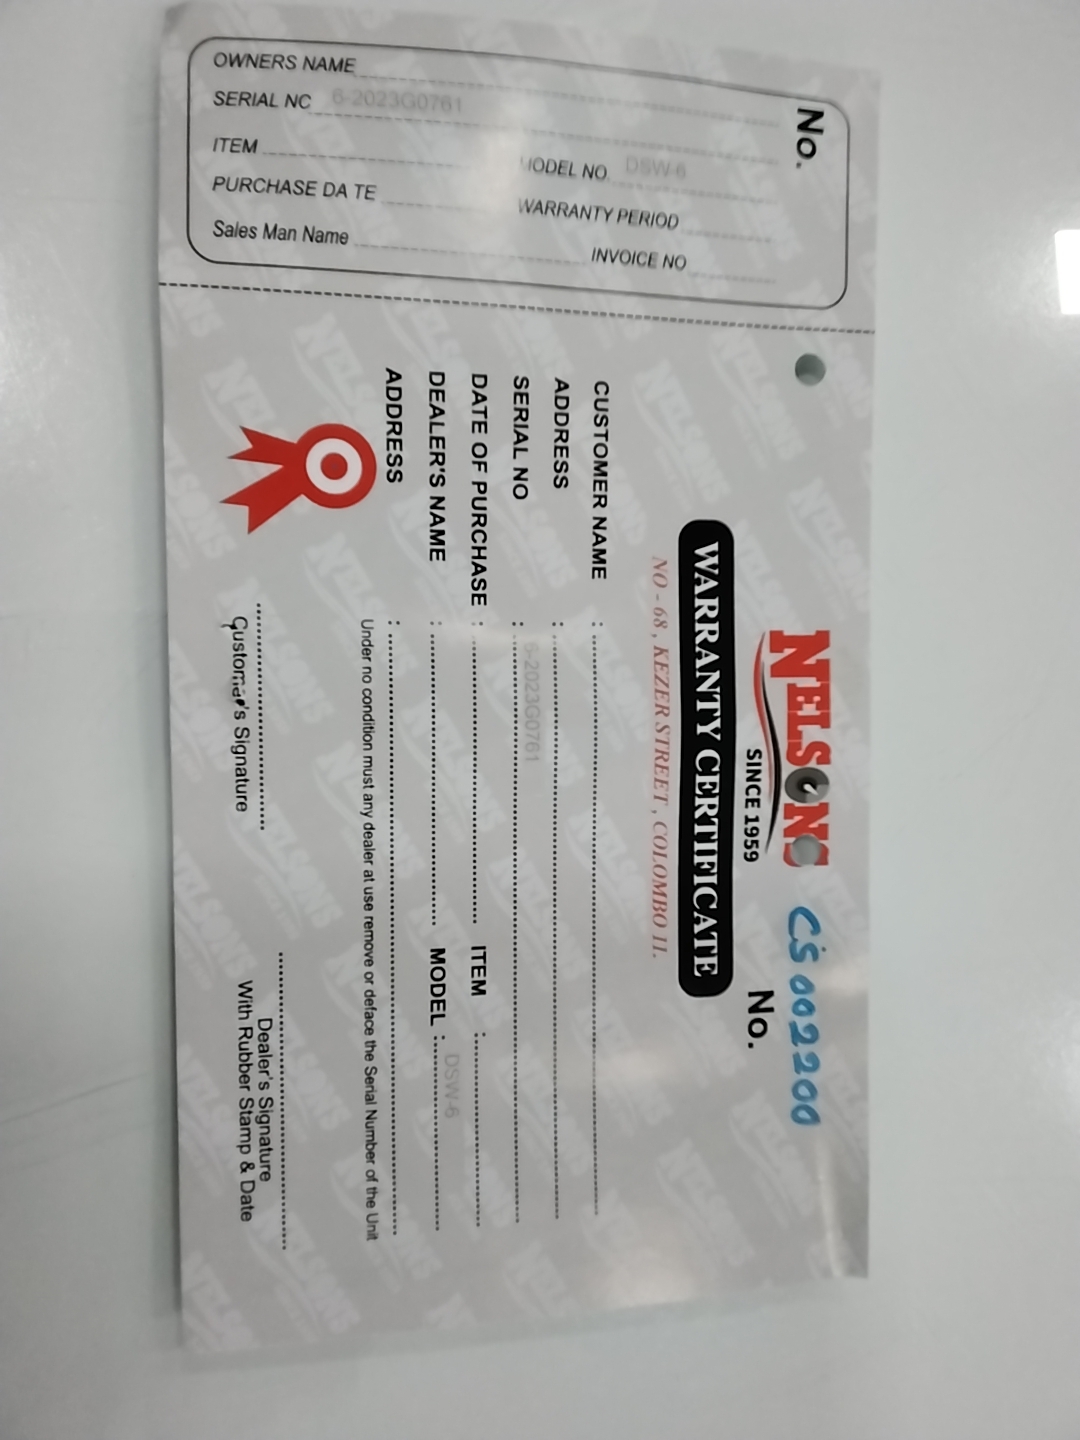 OWNERS NAME
SERIAL NC 6-2023G0761
No.
ITEM
MODEL NO. DSW-6
PURCHASE DA TE
WARRANTY PERIOD
Sales Man Name
INVOICE NO
NELSONS CS 002200
SINCE 1959
No.
WARRANTY CERTIFICATE
NO - 68 , KEZER STREET , COLOMBO 11.
CUSTOMER NAME :
ADDRESS :
SERIAL NO : 6-2023G0761
DATE OF PURCHASE : ITEM :
DEALER'S NAME : MODEL : DSW-6
ADDRESS :
Under no condition must any dealer at use remove or deface the Serial Number of the Unit
Customer's Signature
Dealer's Signature
With Rubber Stamp & Date